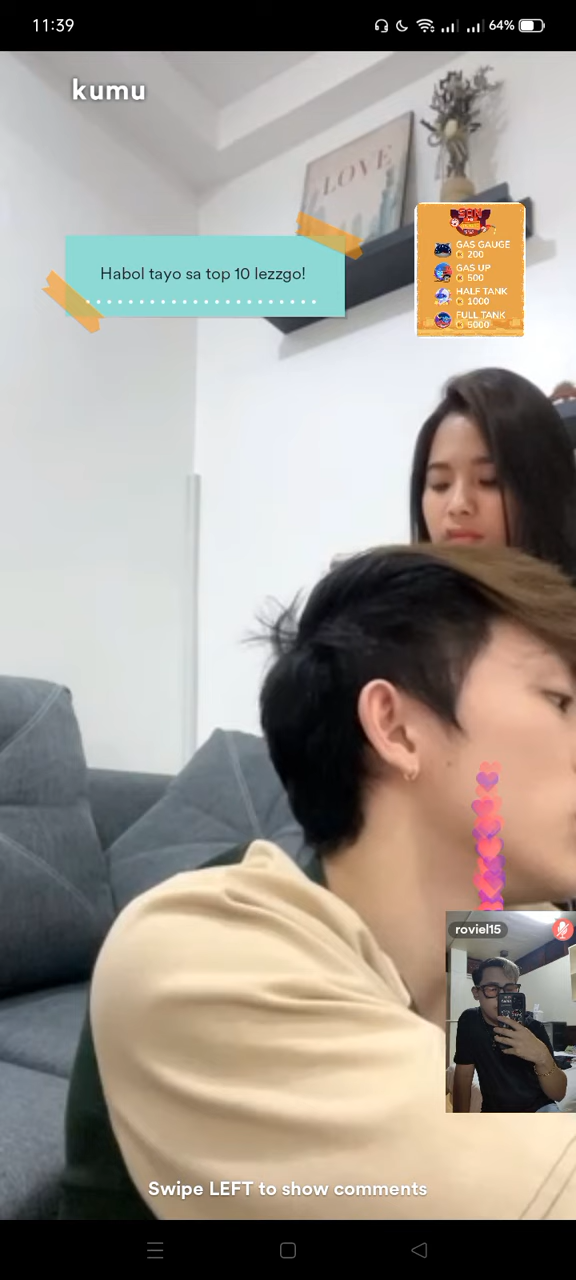 11:39
64%
kumu
LOVE
Habol tayo sa top 10 lezzgo!
GAS GAUGE
200
GAS UP
500
HALF TANK
1000
FULL TANK
5000
roviel15
Swipe LEFT to show comments